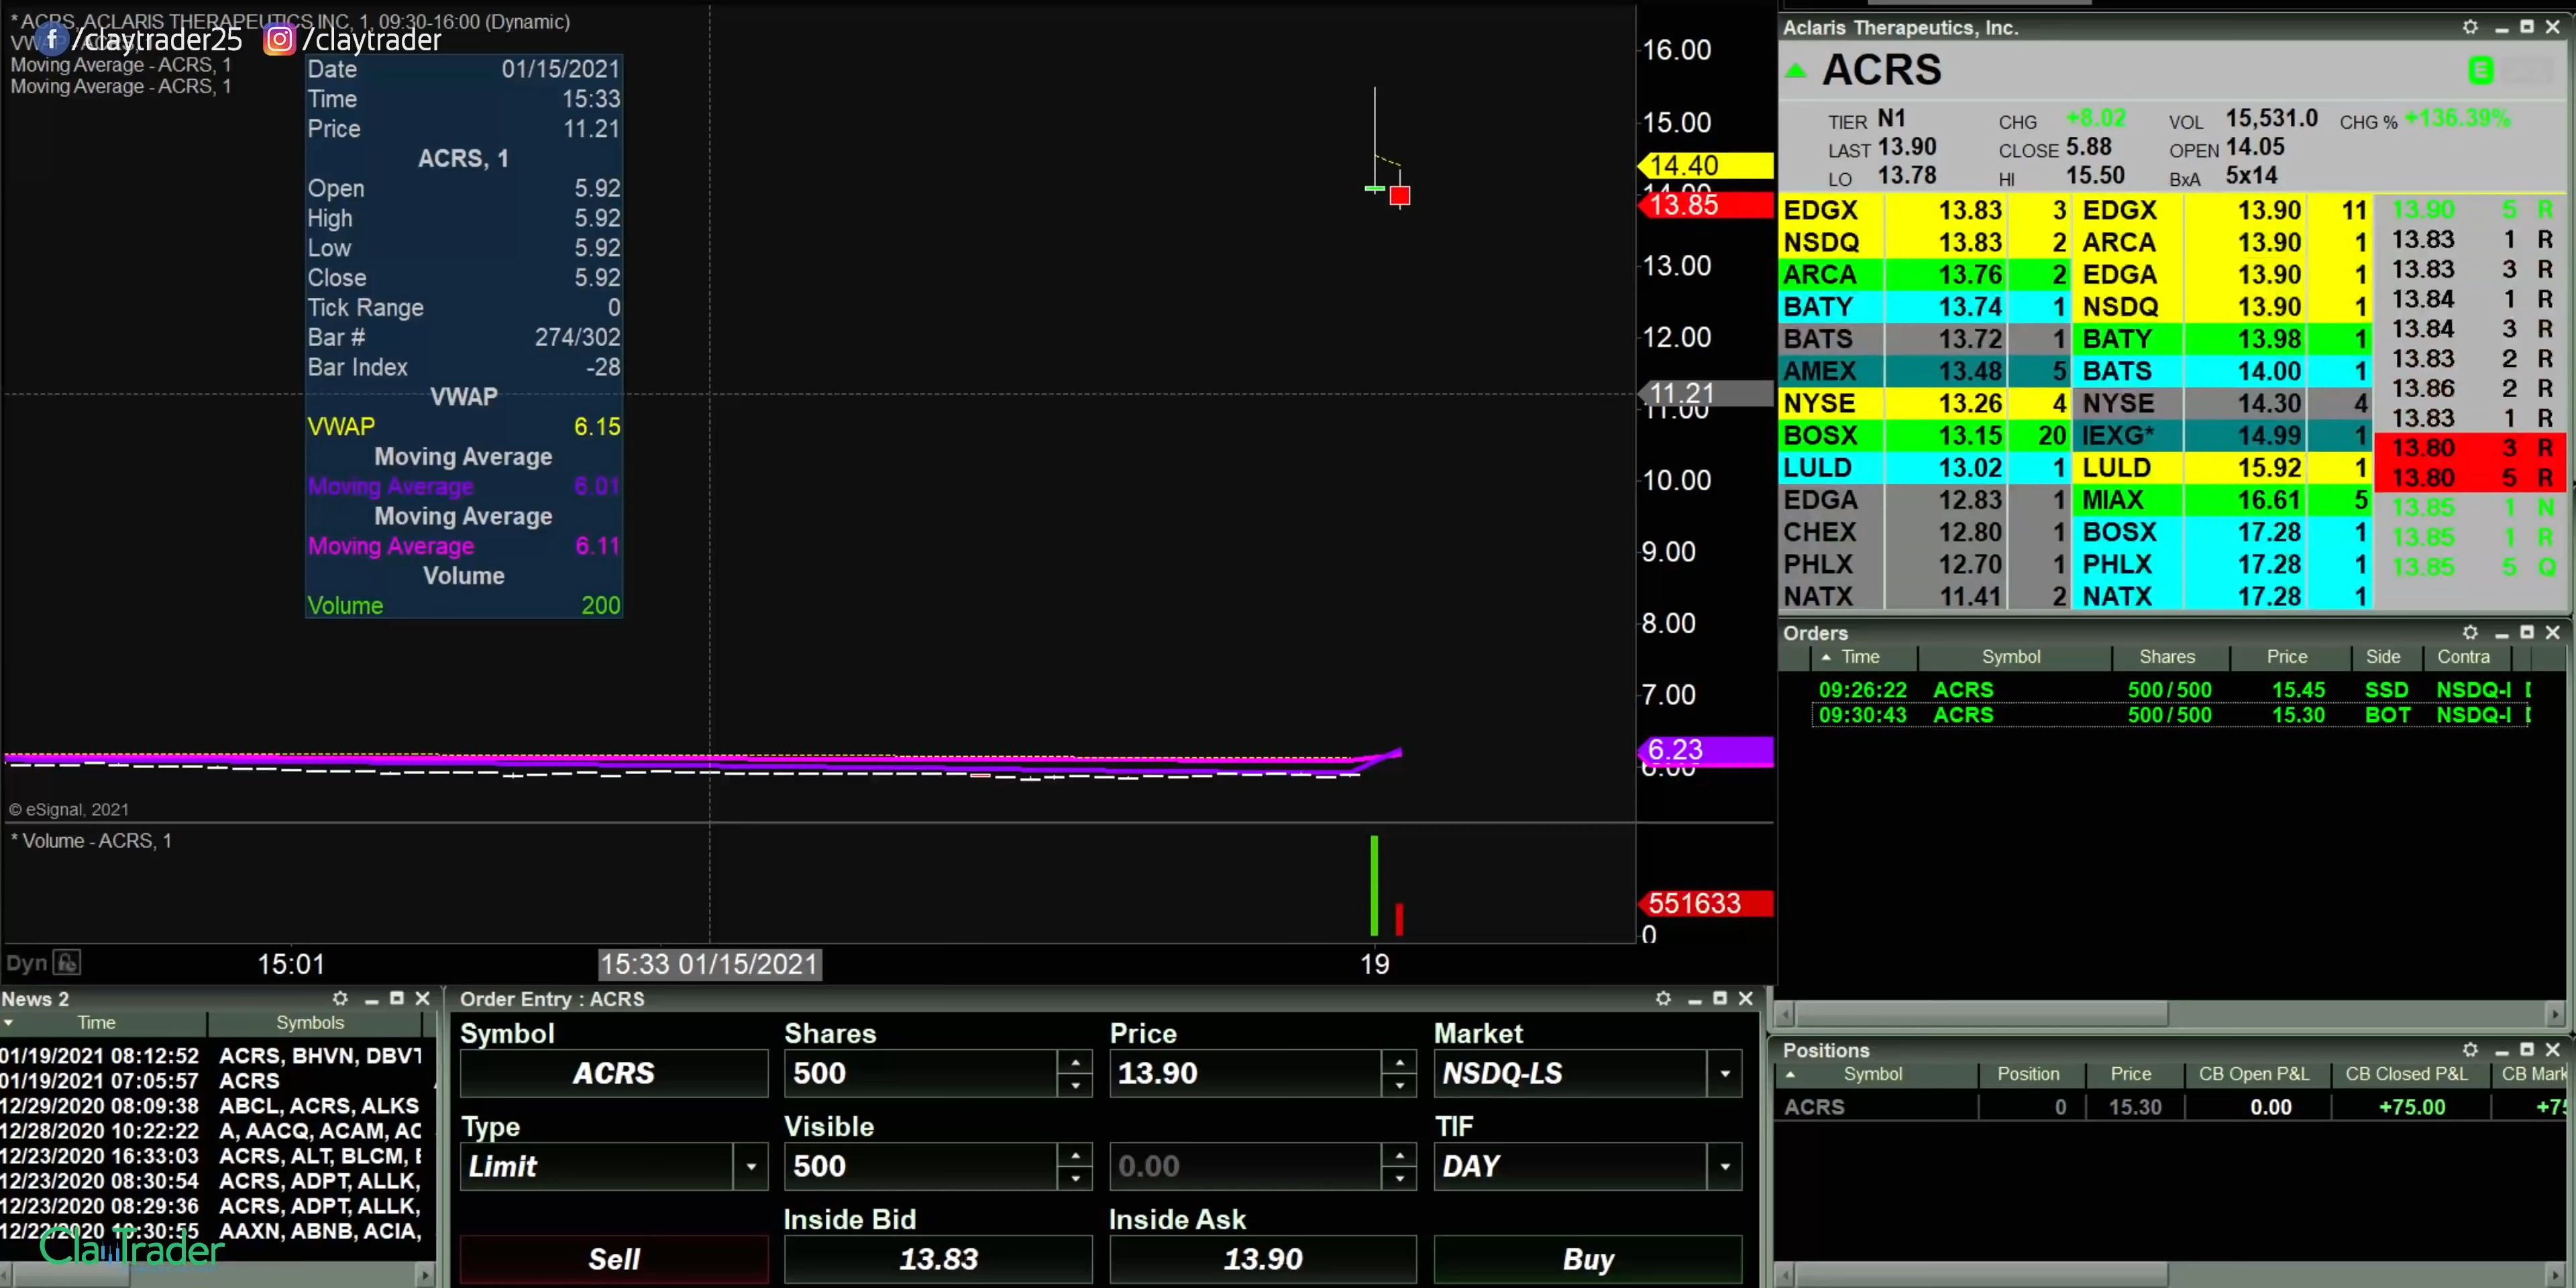 * ACRS, ACLARIS THERAPEUTICS INC, 1, 09:30-16:00 (Dynamic)
/claytrader25 /claytrader
Moving Average - ACRS, 1
Moving Average - ACRS, 1
Date 01/15/2021
Time 15:33
Price 11.21
ACRS, 1
Open 5.92
High 5.92
Low 5.92
Close 5.92
Tick Range 0
Bar # 274/302
Bar Index -28
VWAP
VWAP 6.15
Moving Average
Moving Average 6.01
Moving Average
Moving Average 6.11
Volume
Volume 200
16.00
15.00
14.40
13.85
13.00
12.00
11.21
11.00
10.00
9.00
8.00
7.00
6.23
6.00
© eSignal, 2021
* Volume - ACRS, 1
551633
0
Dyn 15:01 15:33 01/15/2021 19
Aclaris Therapeutics, Inc.
ACRS E
TIER N1 CHG +8.02 VOL 15,531.0 CHG % +136.39%
LAST 13.90 CLOSE 5.88 OPEN 14.05
LO 13.78 HI 15.50 BxA 5x14
EDGX 13.83 3 EDGX 13.90 11
NSDQ 13.83 2 ARCA 13.90 1
ARCA 13.76 2 EDGA 13.90 1
BATY 13.74 1 NSDQ 13.90 1
BATS 13.72 1 BATY 13.98 1
AMEX 13.48 5 BATS 14.00 1
NYSE 13.26 4 NYSE 14.30 4
BOSX 13.15 20 IEXG* 14.99 1
LULD 13.02 1 LULD 15.92 1
EDGA 12.83 1 MIAX 16.61 5
CHEX 12.80 1 BOSX 17.28 1
PHLX 12.70 1 PHLX 17.28 1
NATX 11.41 2 NATX 17.28 1
13.90 5 R
13.83 1 R
13.83 3 R
13.84 1 R
13.84 3 R
13.83 2 R
13.86 2 R
13.83 1 R
13.80 3 R
13.80 5 R
13.85 1 N
13.85 1 R
13.85 5 Q
Orders
Time Symbol Shares Price Side Contra
09:26:22 ACRS 500/500 15.45 SSD NSDQ-I
09:30:43 ACRS 500/500 15.30 BOT NSDQ-I
News 2
Time Symbols
01/19/2021 08:12:52 ACRS, BHVN, DBVT
01/19/2021 07:05:57 ACRS
12/29/2020 08:09:38 ABCL, ACRS, ALKS
12/28/2020 10:22:22 A, AACQ, ACAM, AC
12/23/2020 16:33:03 ACRS, ALT, BLCM, E
12/23/2020 08:30:54 ACRS, ADPT, ALLK,
12/23/2020 08:29:36 ACRS, ADPT, ALLK,
12/22/2020 10:30:55 AAXN, ABNB, ACIA,
ClayTrader
Order Entry : ACRS
Symbol Shares Price Market
ACRS 500 13.90 NSDQ-LS
Type Visible TIF
Limit 500 0.00 DAY
Inside Bid Inside Ask
Sell 13.83 13.90 Buy
Positions
Symbol Position Price CB Open P&L CB Closed P&L CB Mark
ACRS 0 15.30 0.00 +75.00 +75